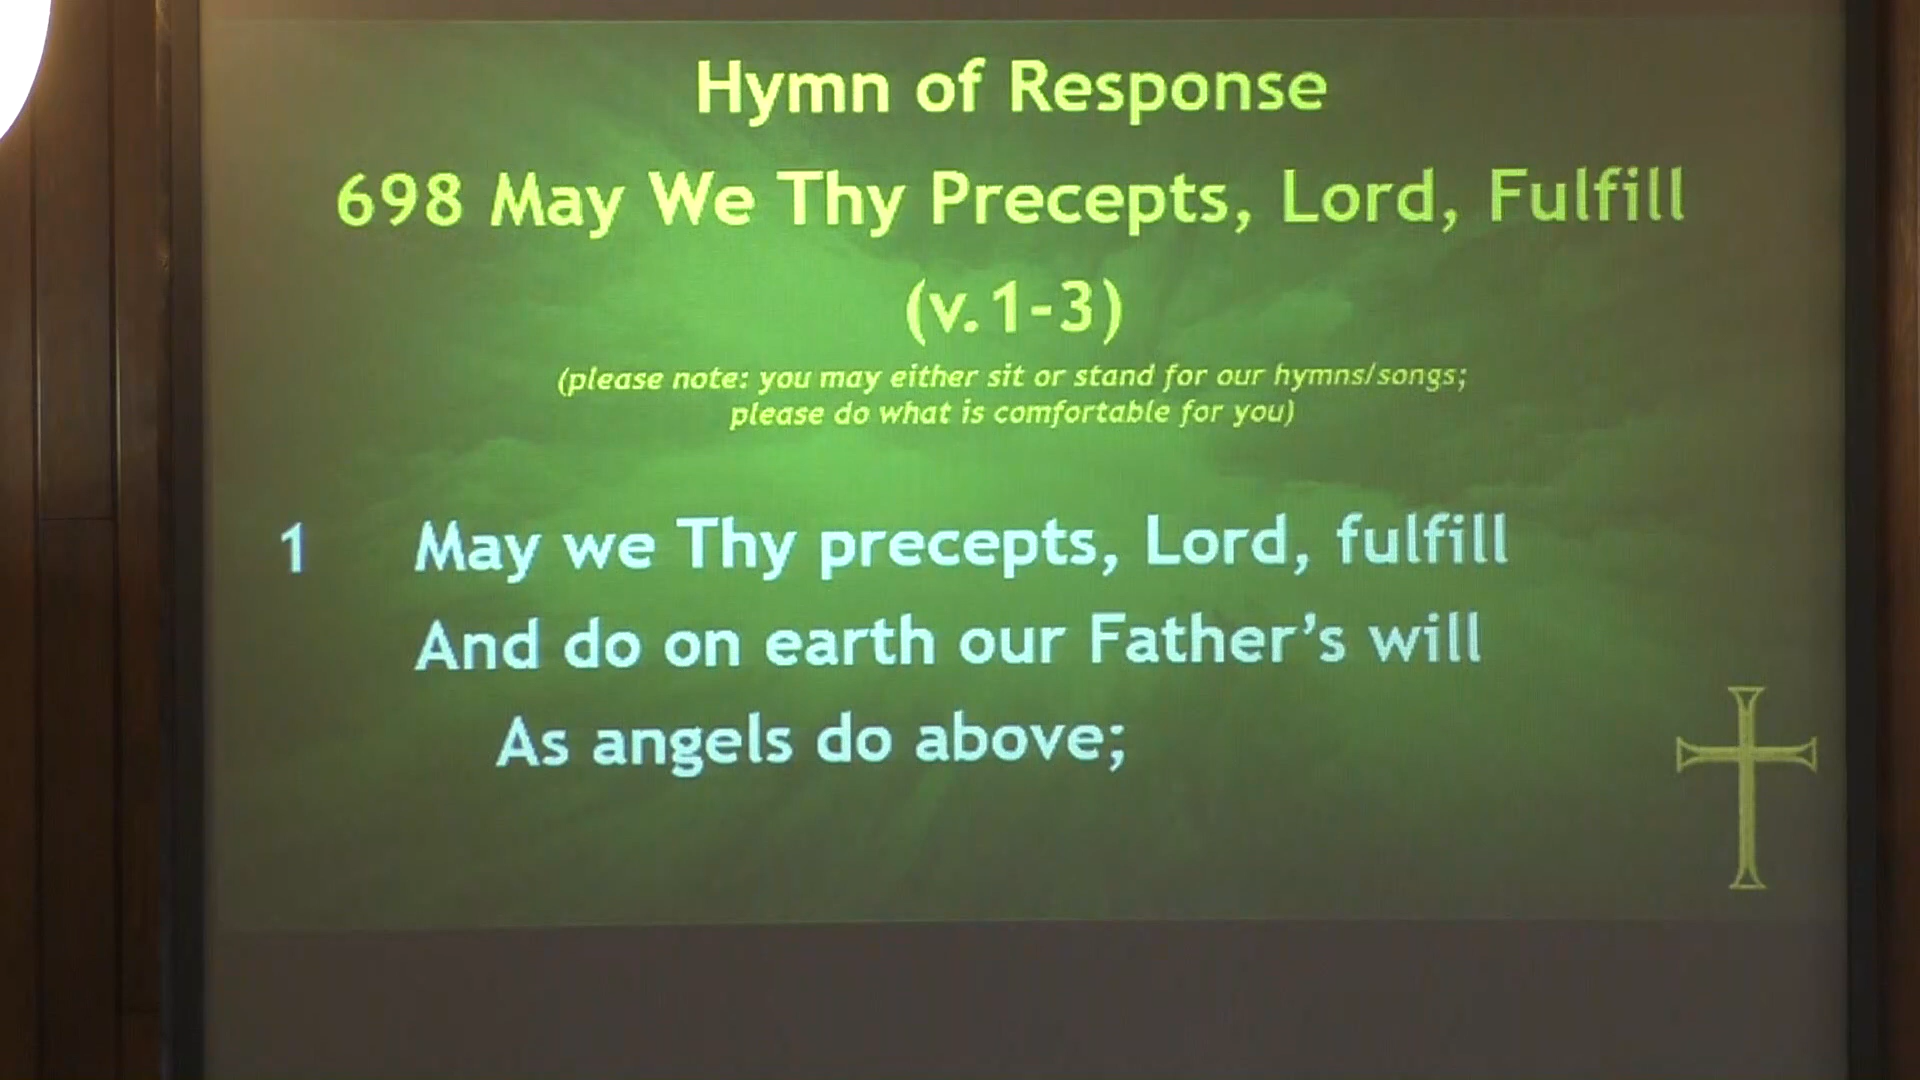 Hymn of Response
698 May We Thy Precepts, Lord, Fulfill
(v.1-3)
(please note: you may either sit or stand for our hymns/songs;
please do what is comfortable for you)
1 May we Thy precepts, Lord, fulfill
And do on earth our Father’s will
As angels do above;